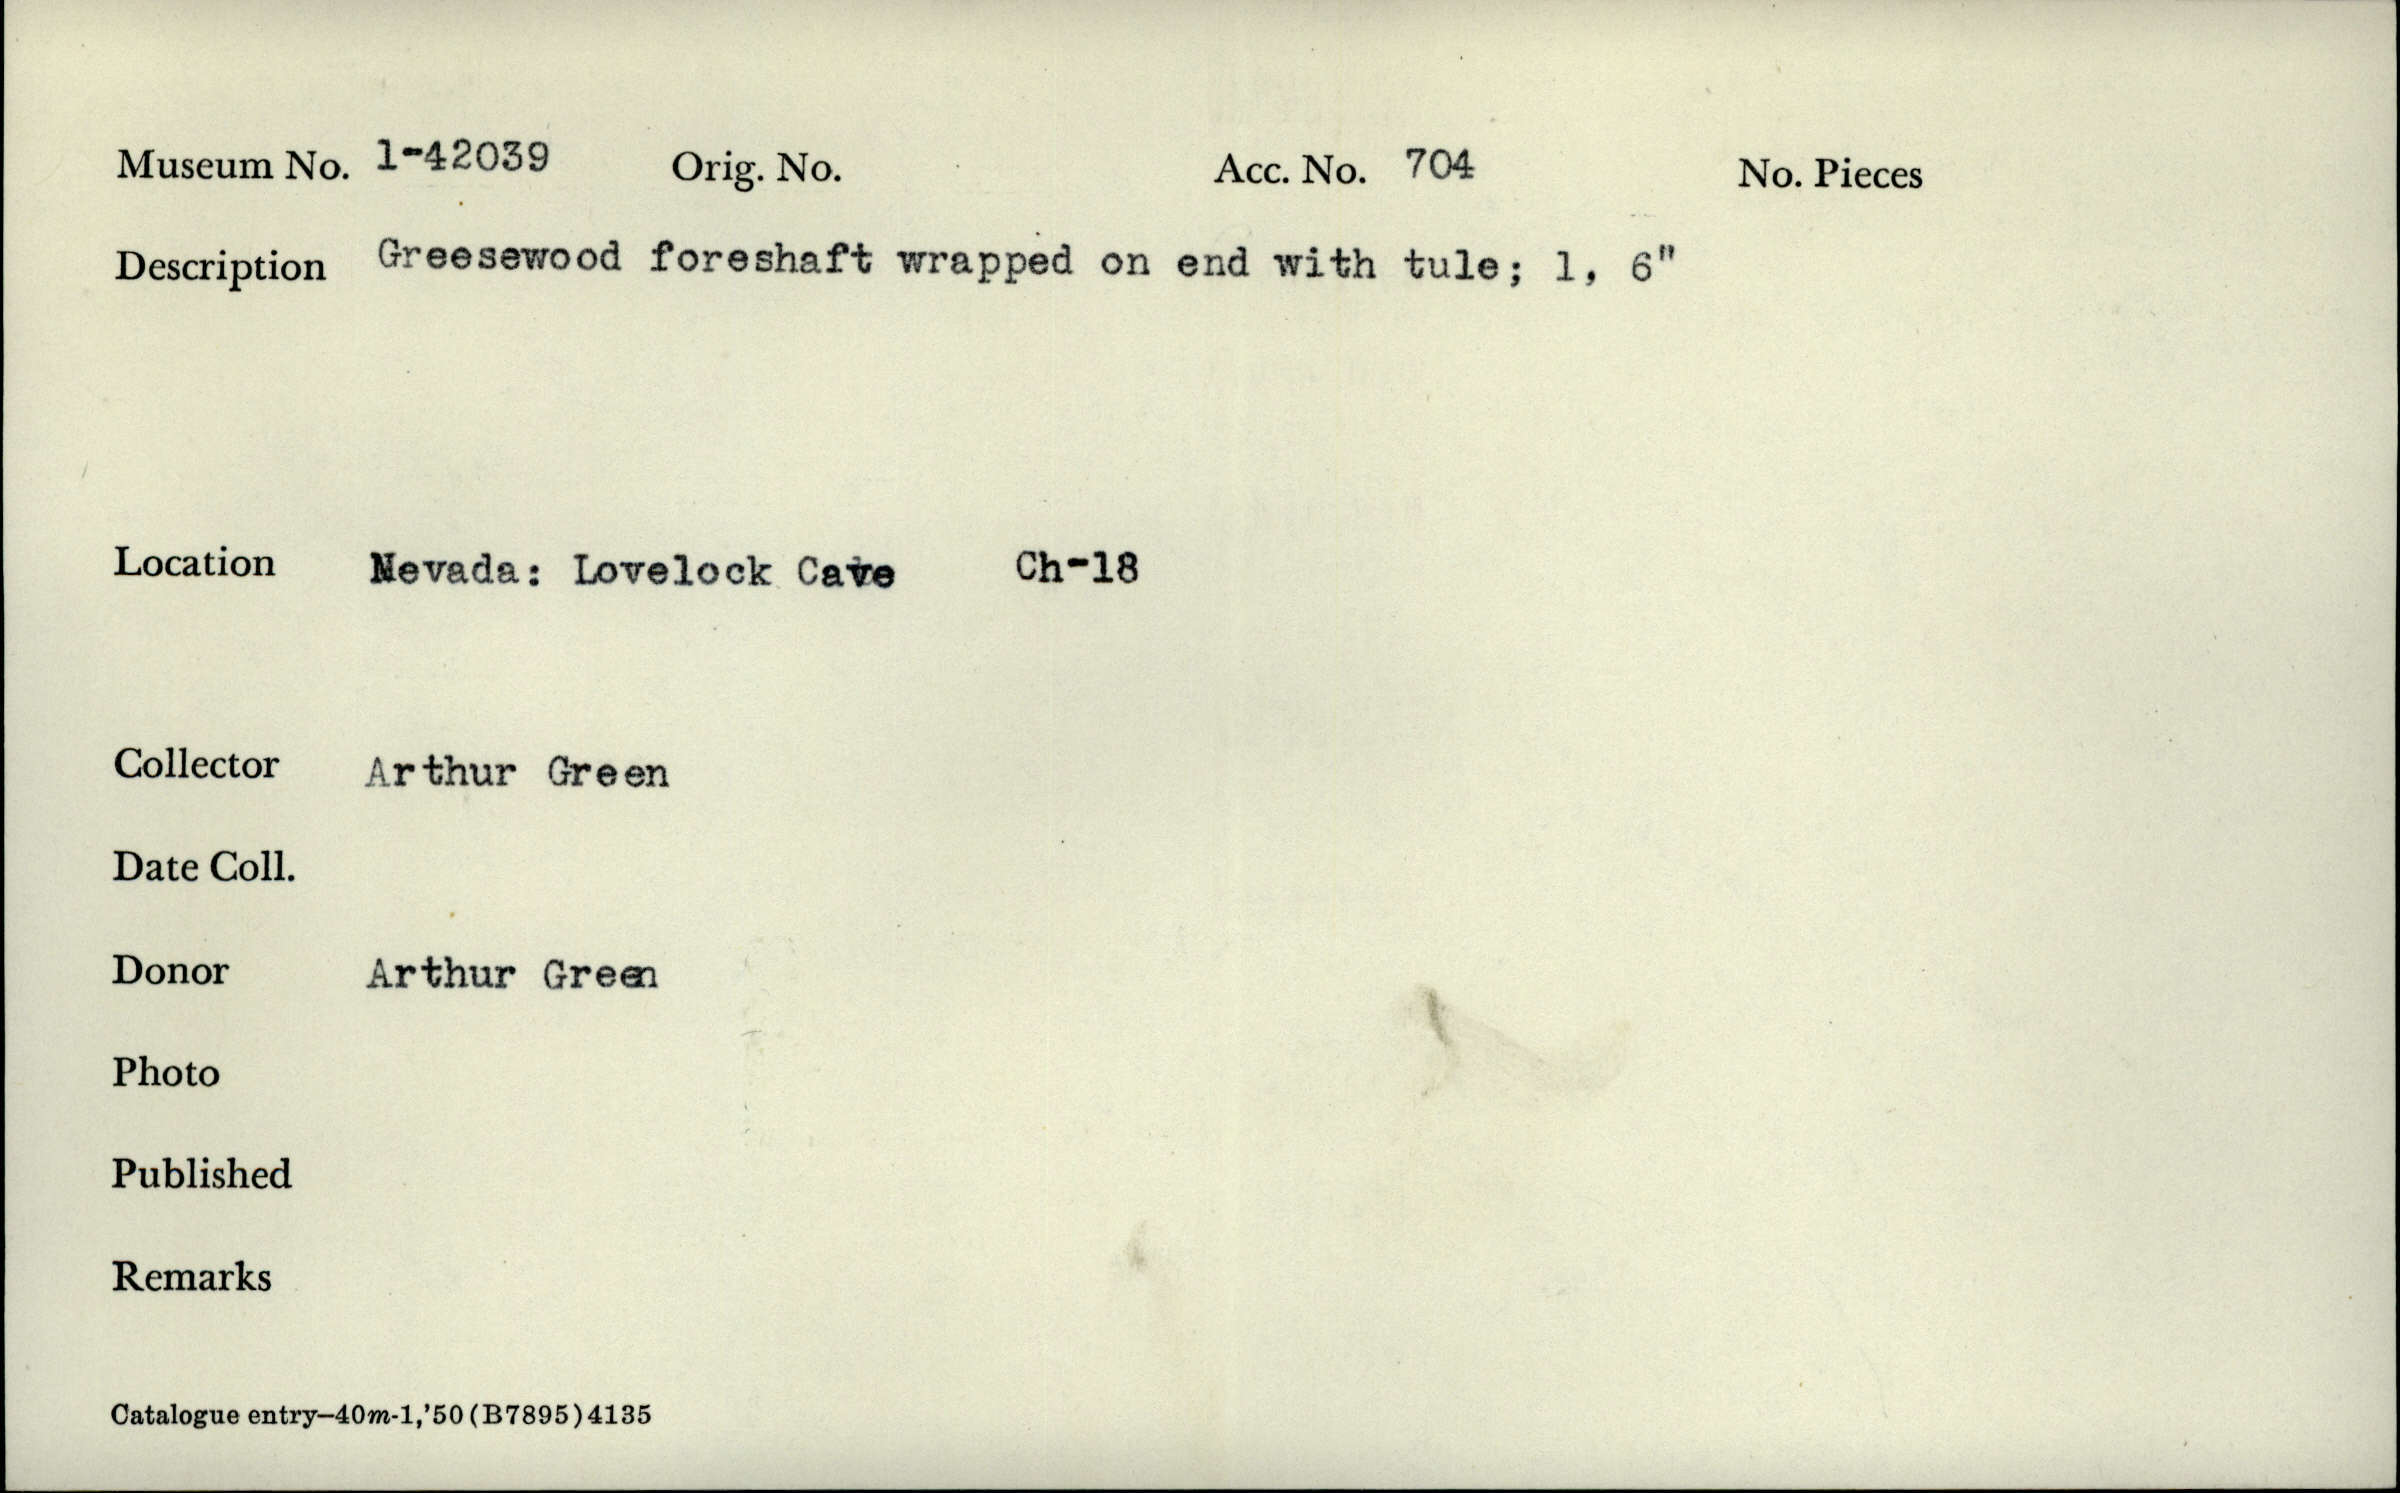 Museum No. 1-42039 Orig. No. Acc. No. 704 No. Pieces
Description Greesewood foreshaft wrapped on end with tule; l, 6"
Location Nevada: Lovelock Cave Ch-18
Collector Arthur Green
Date Coll.
Donor Arthur Green
Photo
Published
Remarks
Catalogue entry—40m-1,'50(B7895)4135